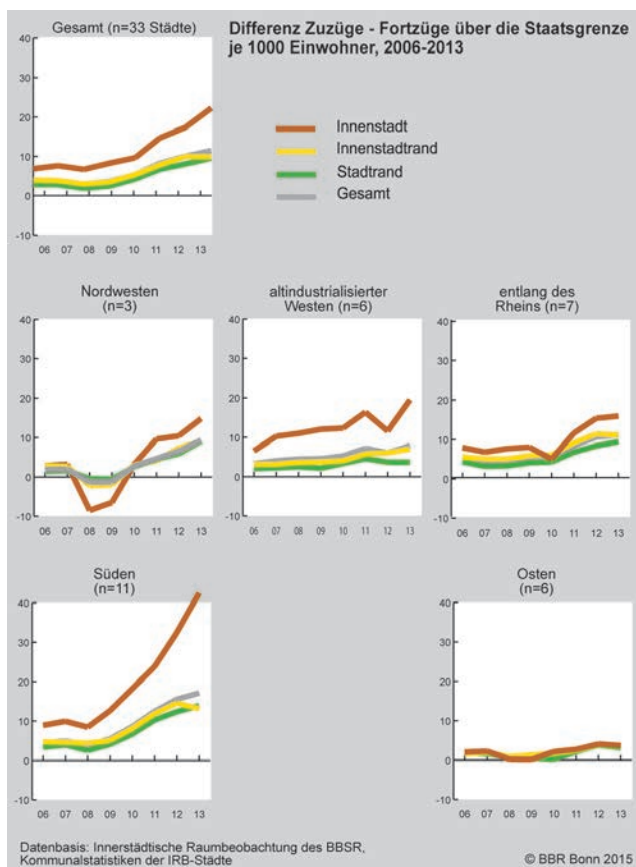 Gesamt (n=33 Städte)
Differenz Zuzüge - Fortzüge über die Staatsgrenze
je 1000 Einwohner, 2006-2013
40
30
20
10
0
-10
06 07 08 09 10 11 12 13
Innenstadt
Innenstadtrand
Stadtrand
Gesamt
Nordwesten
(n=3)
40
30
20
10
0
-10
06 07 08 09 10 11 12 13
altindustrialisierter
Westen (n=6)
40
30
20
10
0
-10
06 07 08 09 10 11 12 13
entlang des
Rheins (n=7)
40
30
20
10
0
-10
06 07 08 09 10 11 12 13
Süden
(n=11)
40
30
20
10
0
-10
06 07 08 09 10 11 12 13
Osten
(n=6)
40
30
20
10
0
-10
06 07 08 09 10 11 12 13
Datenbasis: Innerstädtische Raumbeobachtung des BBSR,
Kommunalstatistiken der IRB-Städte
© BBR Bonn 2015